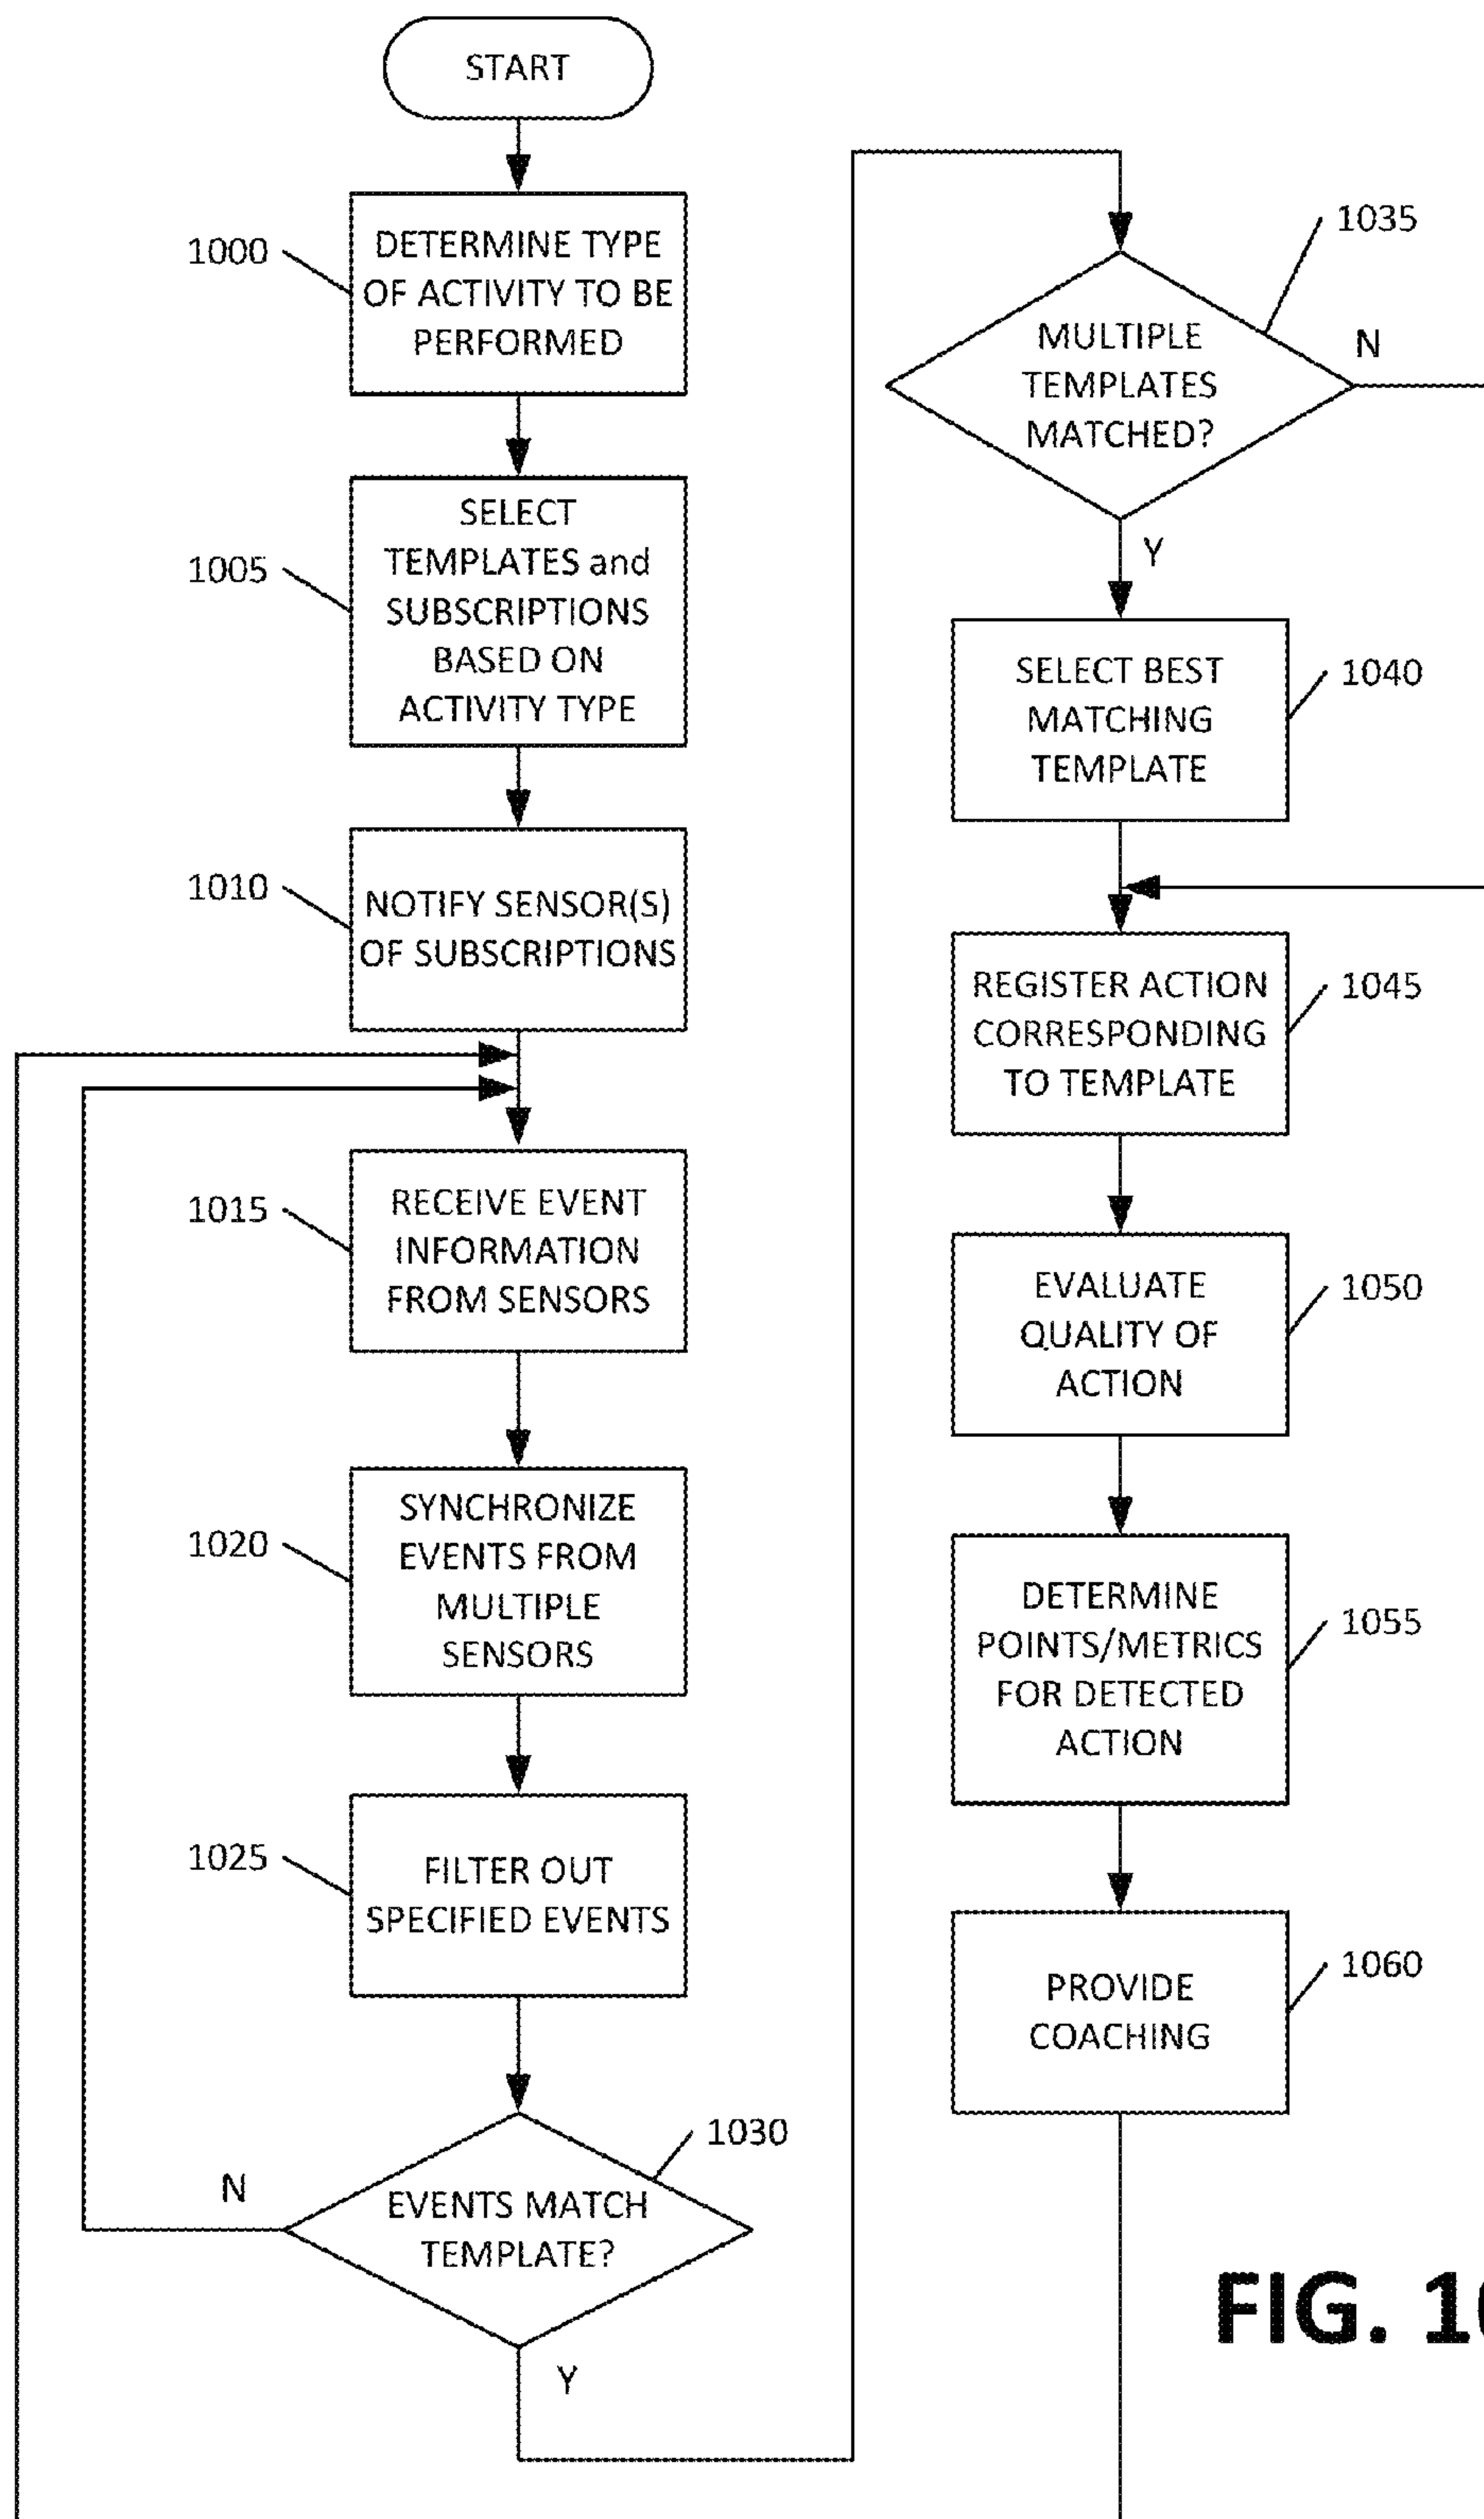 START
1000
DETERMINE TYPE
OF ACTIVITY TO BE
PERFORMED
1005
SELECT
TEMPLATES and
SUBSCRIPTIONS
BASED ON
ACTIVITY TYPE
1010
NOTIFY SENSOR(S)
OF SUBSCRIPTIONS
1015
RECEIVE EVENT
INFORMATION
FROM SENSORS
1020
SYNCHRONIZE
EVENTS FROM
MULTIPLE
SENSORS
1025
FILTER OUT
SPECIFIED EVENTS
1030
EVENTS MATCH
TEMPLATE?
N
Y
1035
MULTIPLE
TEMPLATES
MATCHED?
N
Y
SELECT BEST
MATCHING
TEMPLATE
1040
REGISTER ACTION
CORRESPONDING
TO TEMPLATE
1045
EVALUATE
QUALITY OF
ACTION
1050
DETERMINE
POINTS/METRICS
FOR DETECTED
ACTION
1055
PROVIDE
COACHING
1060
FIG. 10